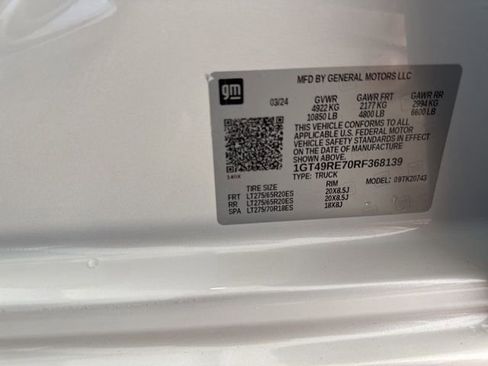 gm
MFD BY GENERAL MOTORS LLC
03/24 GVWR GAWR FRT GAWR RR
4922 KG 2177 KG 2994 KG
10850 LB 4800 LB 6600 LB
THIS VEHICLE CONFORMS TO ALL
APPLICABLE U.S. FEDERAL MOTOR
VEHICLE SAFETY STANDARDS IN EFFECT
ON THE DATE OF MANUFACTURE
SHOWN ABOVE.
1GT49RE70RF368139
TYPE: TRUCK MODEL: 09TK20743
TIRE SIZE RIM
FRT LT275/65R20ES 20X8.5J
RR LT275/65R20ES 20X8.5J
SPA LT275/70R18ES 18X8J